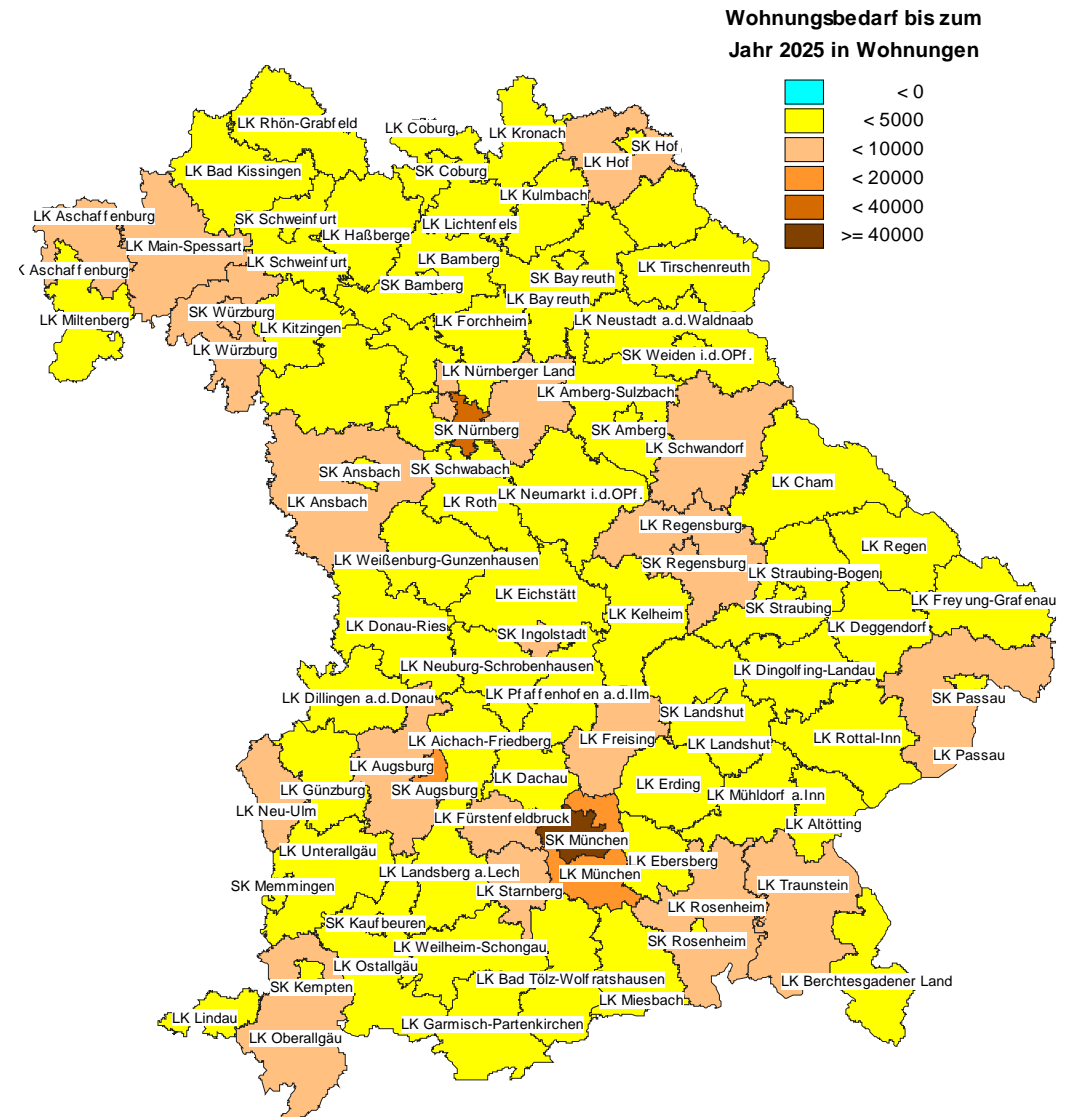 Wohnungsbedarf bis zum
Jahr 2025 in Wohnungen
< 0
< 5000
< 10000
< 20000
< 40000
>= 40000
LK Rhön-Grabfeld
LK Coburg
LK Kronach
SK Hof
LK Hof
LK Bad Kissingen
SK Coburg
LK Kulmbach
LK Aschaffenburg
SK Schweinfurt
LK Haßberge
LK Lichtenfels
LK Main-Spessart
LK Schweinfurt
LK Bamberg
K Aschaffenburg
SK Bamberg
SK Bayreuth
LK Tirschenreuth
LK Bayreuth
LK Miltenberg
SK Würzburg
LK Kitzingen
LK Forchheim
LK Neustadt a.d.Waldnaab
LK Würzburg
SK Weiden i.d.OPf.
LK Nürnberger Land
LK Amberg-Sulzbach
SK Nürnberg
SK Amberg
LK Schwandorf
SK Ansbach
SK Schwabach
LK Cham
LK Ansbach
LK Roth
LK Neumarkt i.d.OPf.
LK Regensburg
LK Regen
LK Weißenburg-Gunzenhausen
SK Regensburg
LK Straubing-Bogen
LK Eichstätt
LK Freyung-Grafenau
LK Kelheim
SK Straubing
LK Donau-Ries
SK Ingolstadt
LK Deggendorf
LK Neuburg-Schrobenhausen
LK Dingolfing-Landau
LK Dillingen a.d.Donau
LK Pfaffenhofen a.d.Ilm
SK Passau
SK Landshut
LK Aichach-Friedberg
LK Freising
LK Landshut
LK Rottal-Inn
LK Passau
LK Augsburg
LK Dachau
LK Erding
LK Günzburg
SK Augsburg
LK Mühldorf a.Inn
LK Neu-Ulm
LK Fürstenfeldbruck
LK Altötting
SK München
LK Unterallgäu
LK Ebersberg
LK Landsberg a.Lech
LK München
SK Memmingen
LK Starnberg
LK Traunstein
LK Rosenheim
SK Kaufbeuren
SK Rosenheim
LK Weilheim-Schongau
LK Ostallgäu
LK Bad Tölz-Wolfratshausen
LK Berchtesgadener Land
SK Kempten
LK Miesbach
LK Lindau
LK Garmisch-Partenkirchen
LK Oberallgäu